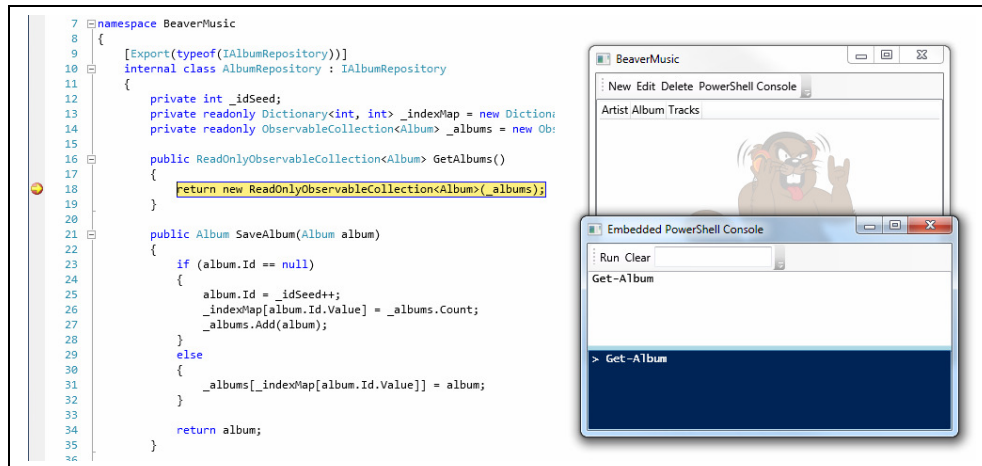 7 namespace BeaverMusic
8 {
9 [Export(typeof(IAlbumRepository))]
10 internal class AlbumRepository : IAlbumRepository
11 {
12 private int _idSeed;
13 private readonly Dictionary<int, int> _indexMap = new Dictiona
14 private readonly ObservableCollection<Album> _albums = new Obs
15
16 public ReadOnlyObservableCollection<Album> GetAlbums()
17 {
18 return new ReadOnlyObservableCollection<Album>(_albums);
19 }
20
21 public Album SaveAlbum(Album album)
22 {
23 if (album.Id == null)
24 {
25 album.Id = _idSeed++;
26 _indexMap[album.Id.Value] = _albums.Count;
27 _albums.Add(album);
28 }
29 else
30 {
31 _albums[_indexMap[album.Id.Value]] = album;
32 }
33
34 return album;
35 }
36
BeaverMusic
New Edit Delete PowerShell Console
Artist Album Tracks
Embedded PowerShell Console
Run Clear
Get-Album
> Get-Album